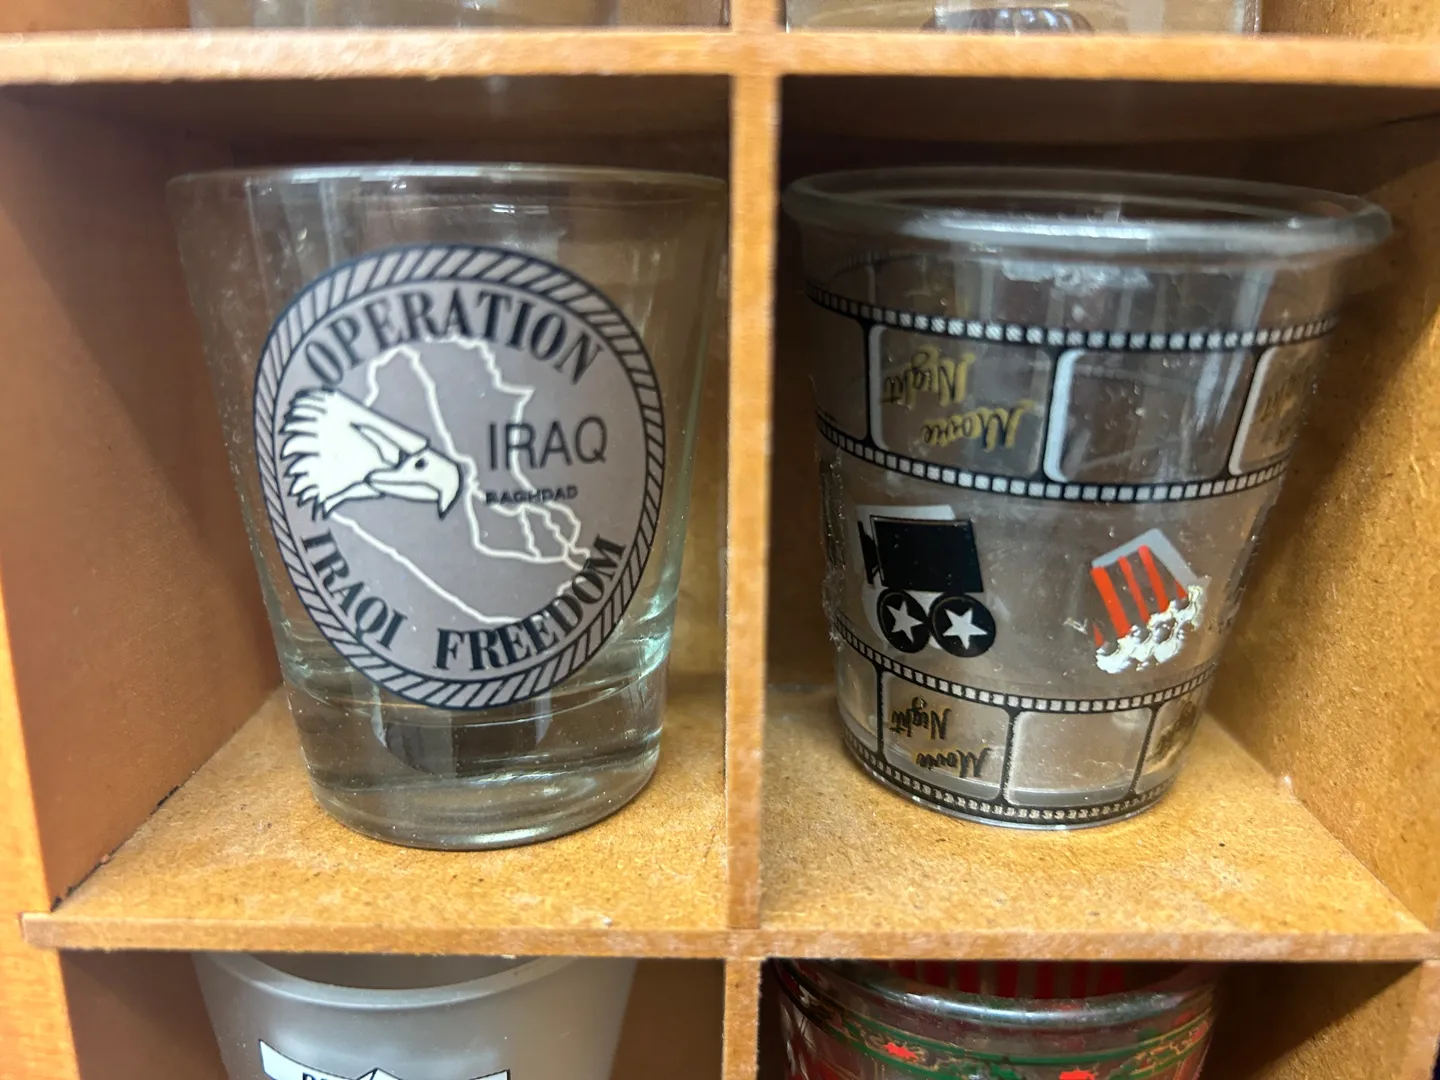 OPERATION
IRAQ
BAGHDAD
IRAQI FREEDOM
Movie
Night
Movie
Night